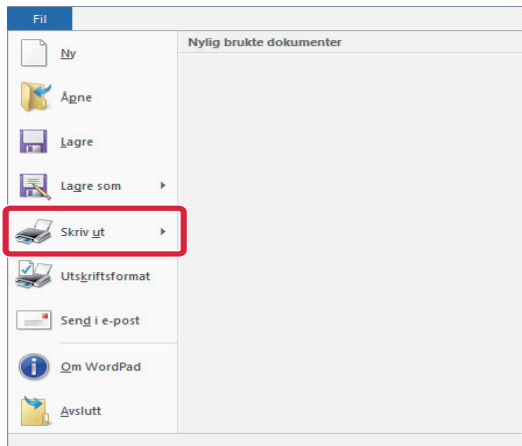 Fil
Nylig brukte dokumenter
Ny
Åpne
Lagre
Lagre som
Skriv ut
Utskriftsformat
Send i e-post
Om WordPad
Avslutt